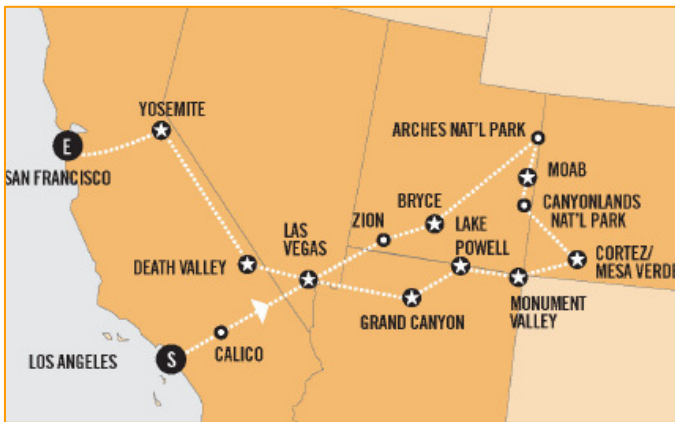 YOSEMITE
E
SAN FRANCISCO
ARCHES NAT'L PARK
MOAB
CANYONLANDS
NAT'L PARK
BRYCE
ZION
LAKE
POWELL
LAS
VEGAS
CORTEZ/
MESA VERDE
DEATH VALLEY
MONUMENT
VALLEY
GRAND CANYON
S
LOS ANGELES
CALICO